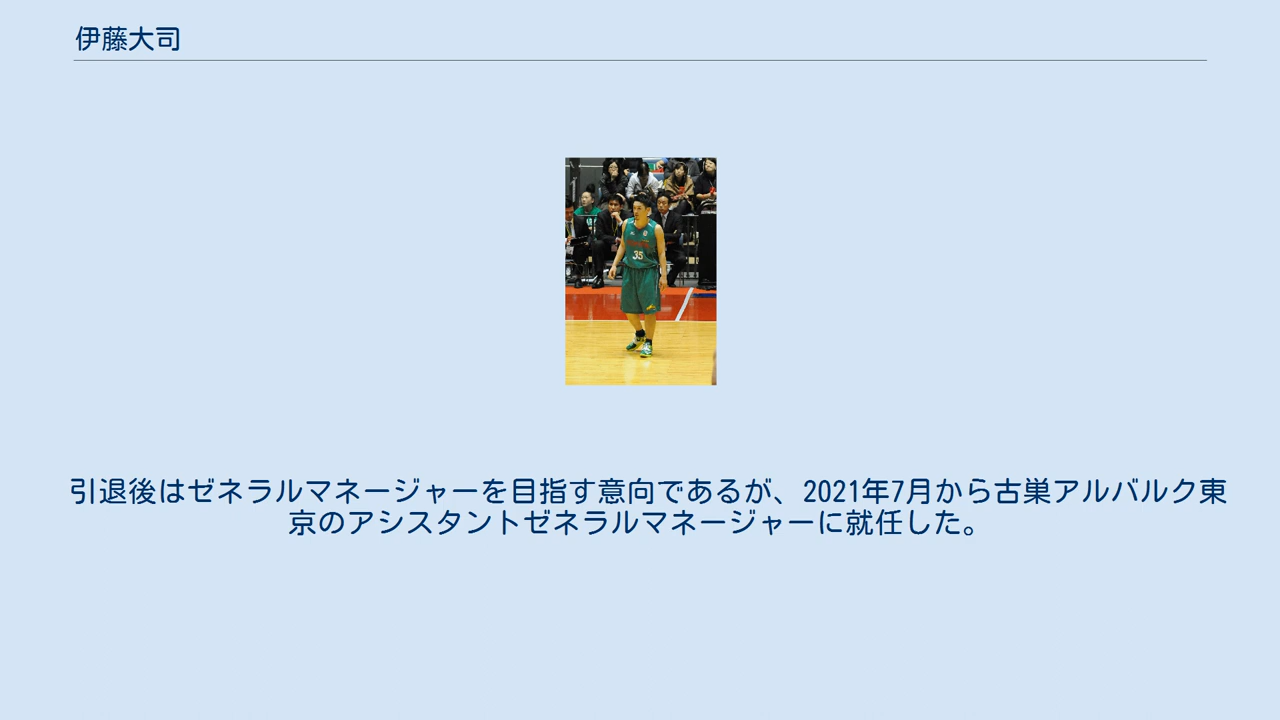 伊藤大司
35
引退後はゼネラルマネージャーを目指す意向であるが、2021年7月から古巣アルバルク東
京のアシスタントゼネラルマネージャーに就任した。